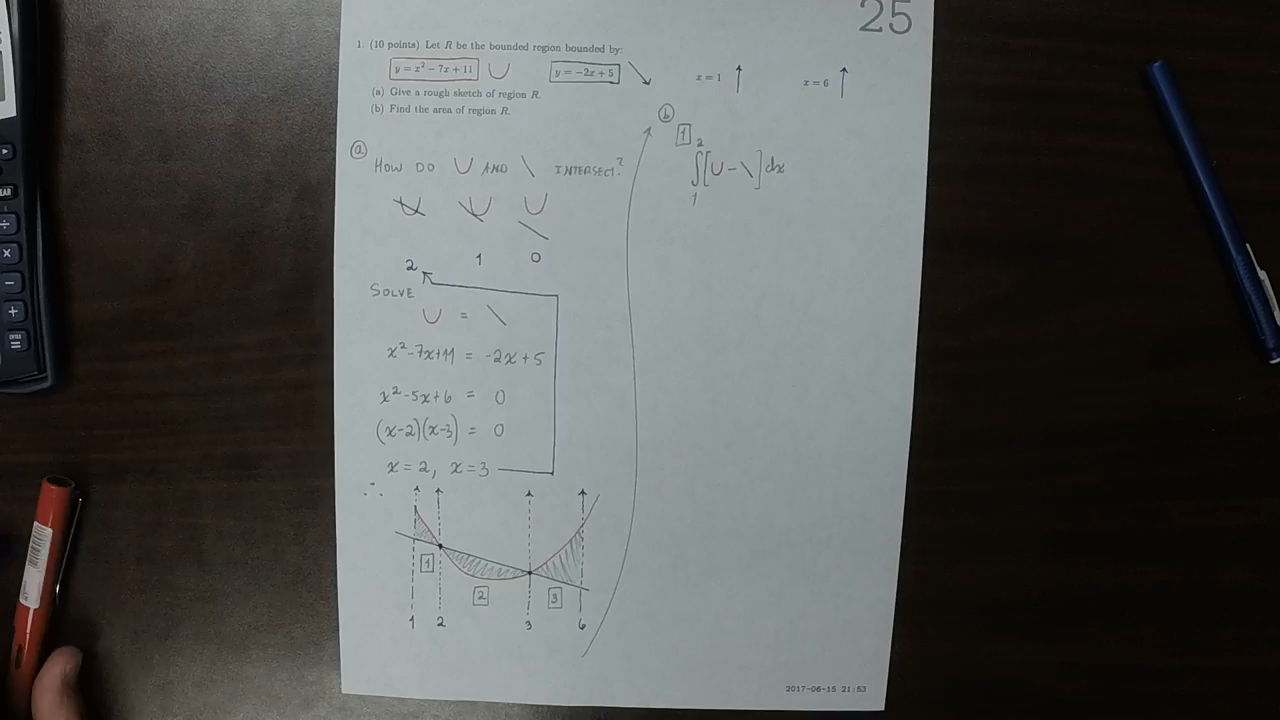 25
1. (10 points) Let R be the bounded region bounded by:
y = x² − 7x + 11 y = −2x + 5 x = 1 x = 6
(a) Give a rough sketch of region R.
(b) Find the area of region R.
a
HOW DO ∪ AND \ INTERSECT?
2 1 0
SOLVE
∪ = \
x²-7x+11 = -2x+5
x²-5x+6 = 0
(x-2)(x-3) = 0
x=2, x=3
∴
1 2 3
1 2 3 6
b
1
∫₁² [∪ - \] dx
2017-06-15 21:53